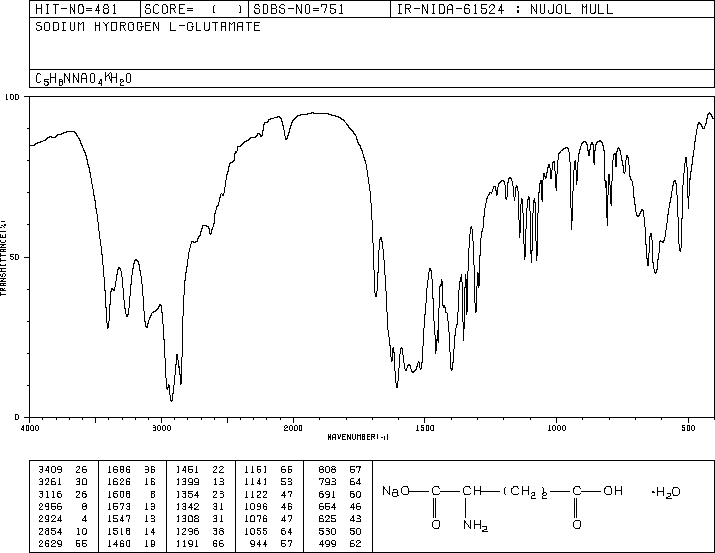 HIT-NO=481 SCORE= ( ) SDBS-NO=751 IR-NIDA-61524 : NUJOL MULL
SODIUM HYDROGEN L-GLUTAMATE
C5H8NNAO4*H2O
100
50
0
TRANSMITTANCE(%)
4000 3000 2000 1500 1000 500
WAVENUMBER(-1)
3409 26 1686 36 1451 22 1151 66 808 57
3261 30 1626 16 1399 13 1141 53 793 64
3116 26 1608 8 1354 23 1122 47 691 60
2956 8 1573 13 1342 31 1096 46 654 46
2924 4 1547 13 1308 31 1076 47 625 43
2854 10 1518 14 1296 38 1055 64 530 50
2629 55 1460 19 1191 66 944 57 499 62
NaO C CH (CH2)2 C OH ·H2O
O NH2 O